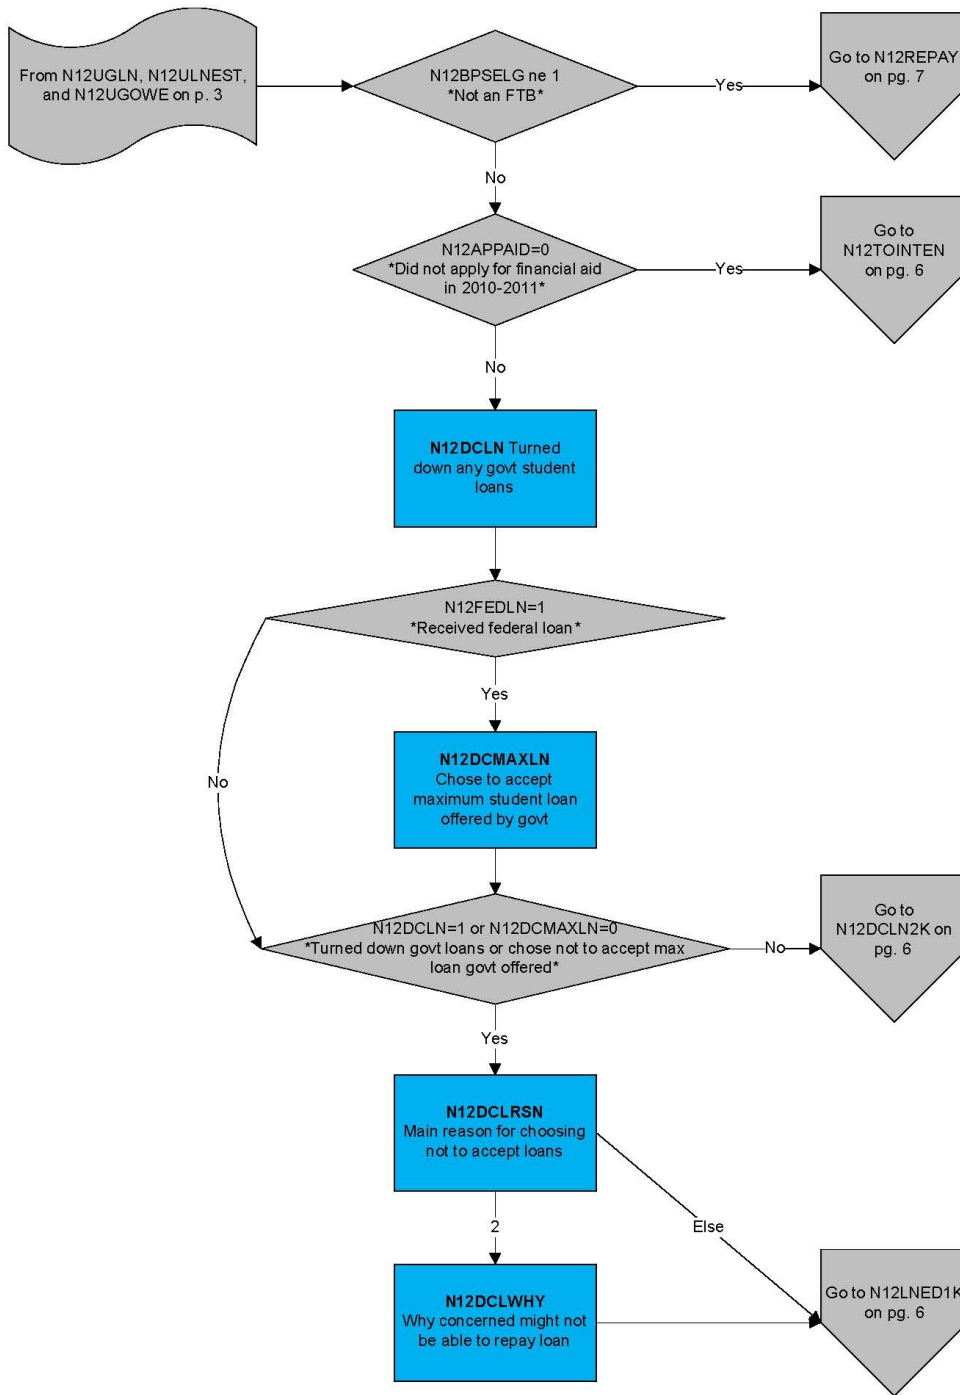 From N12UGLN, N12ULNEST,
and N12UGOWE on p. 3
N12BPSELG ne 1
*Not an FTB*
Yes
Go to N12REPAY
on pg. 7
No
N12APPAID=0
*Did not apply for financial aid
in 2010-2011*
Yes
Go to
N12TOINTEN
on pg. 6
No
N12DCLN Turned
down any govt student
loans
N12FEDLN=1
*Received federal loan*
Yes
No
N12DCMAXLN
Chose to accept
maximum student loan
offered by govt
N12DCLN=1 or N12DCMAXLN=0
*Turned down govt loans or chose not to accept max
loan govt offered*
No
Go to
N12DCLN2K on
pg. 6
Yes
N12DCLRSN
Main reason for choosing
not to accept loans
2
Else
N12DCLWHY
Why concerned might not
be able to repay loan
Go to N12LNED1K
on pg. 6